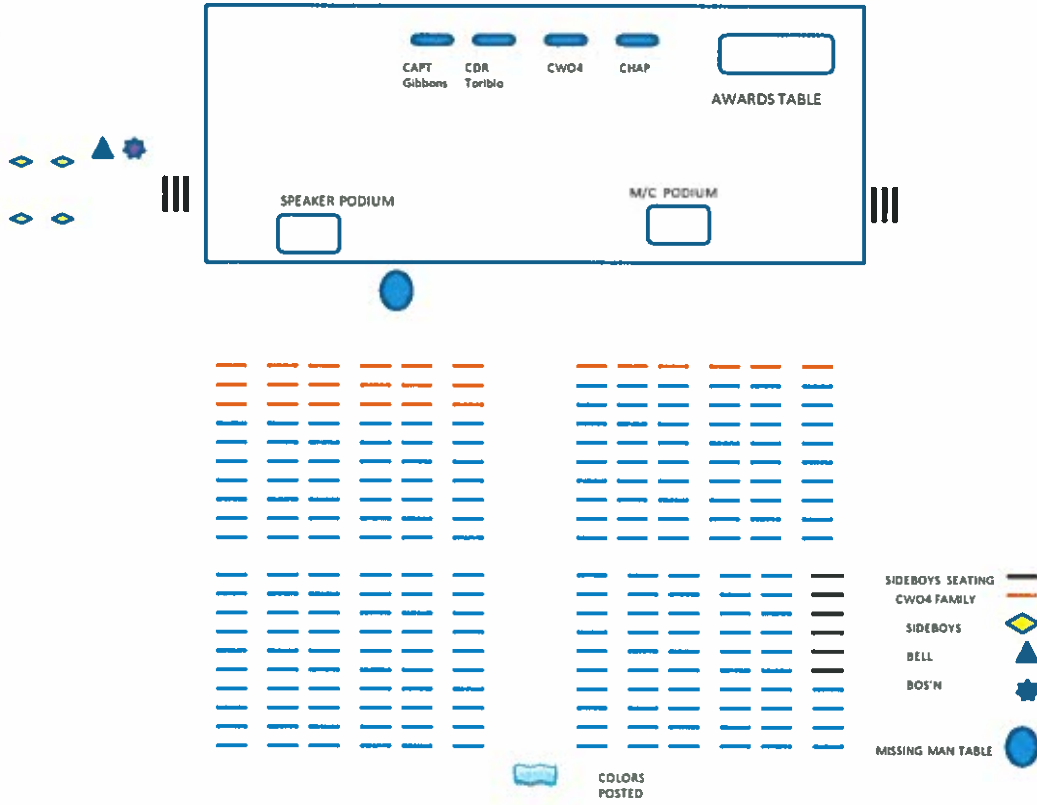 CAPT
Gibbons
CDR
Toribio
CWO4
CHAP
AWARDS TABLE
SPEAKER PODIUM
M/C PODIUM
SIDEBOYS SEATING
CWO4 FAMILY
SIDEBOYS
BELL
BOS'N
MISSING MAN TABLE
COLORS
POSTED